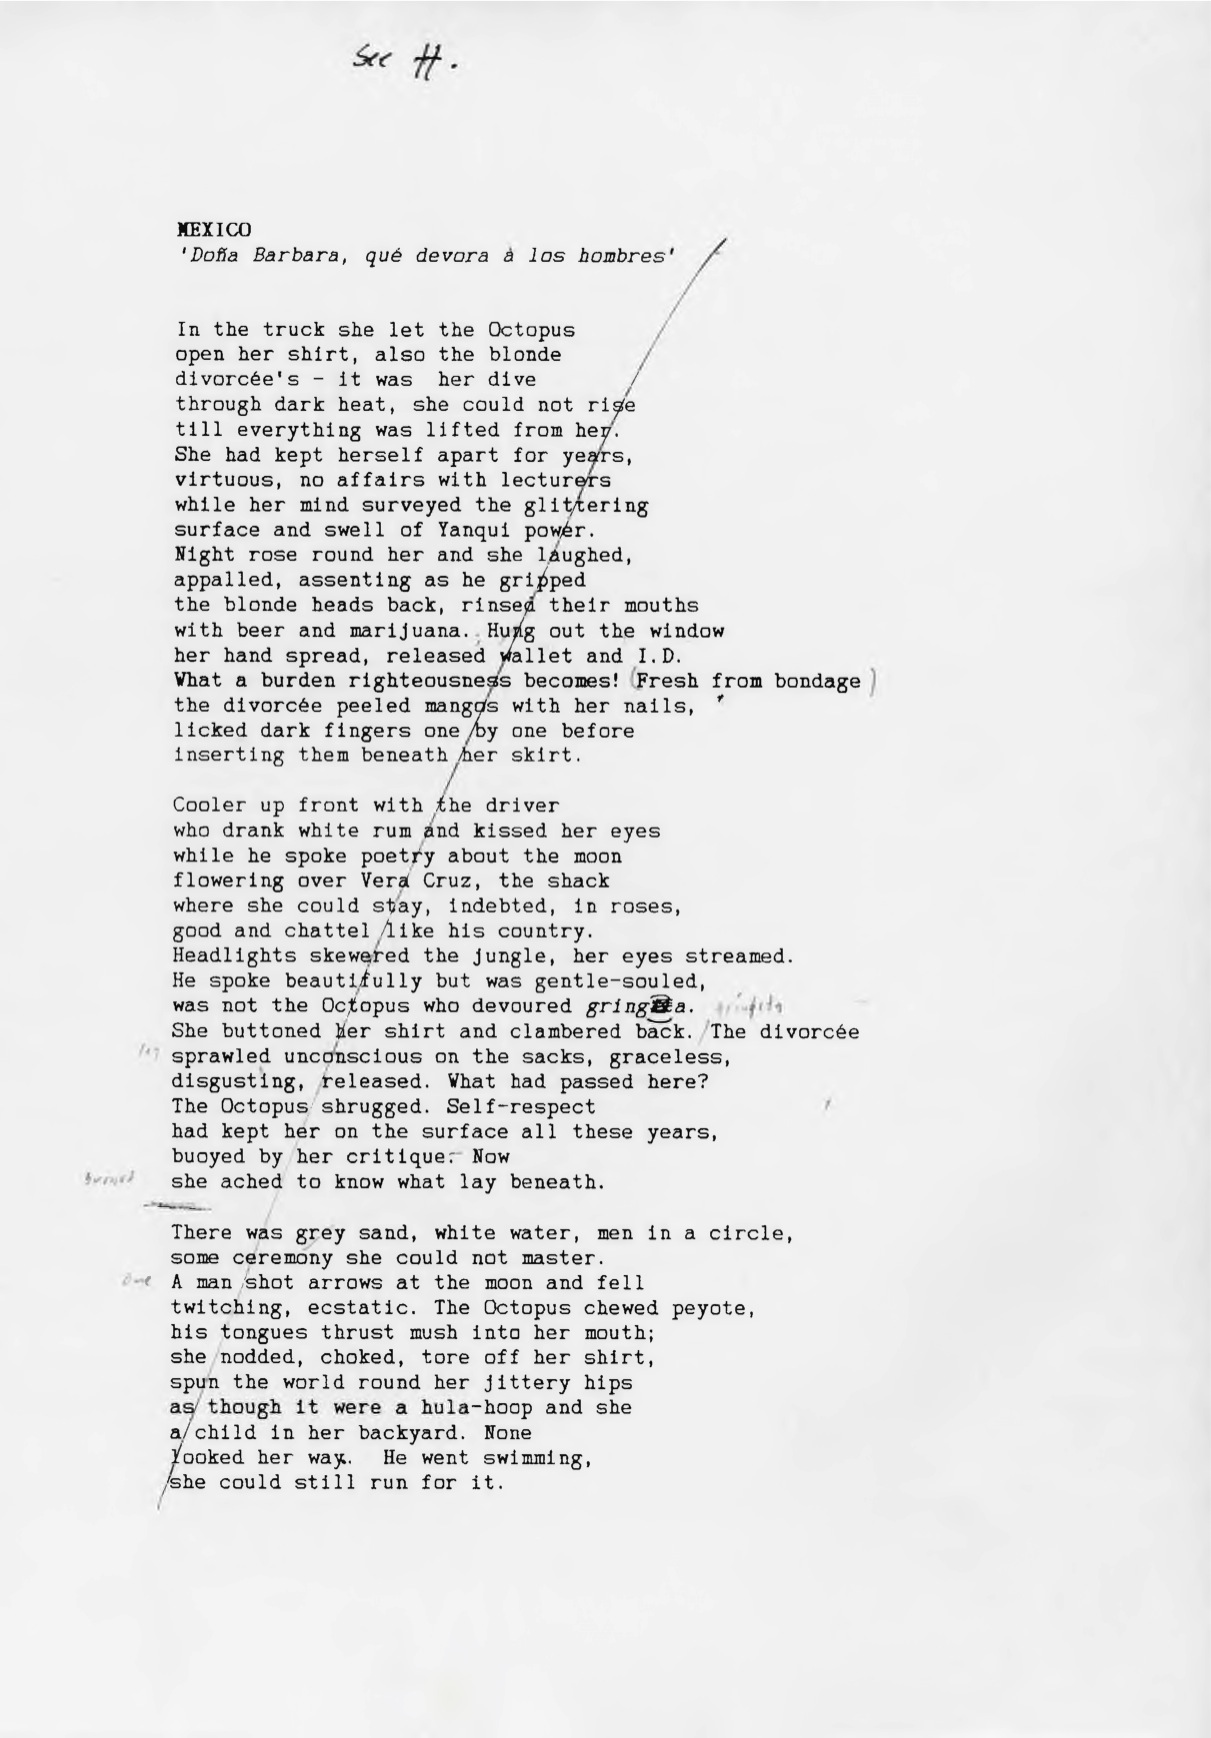 See H.
MEXICO
'Doña Barbara, qué devora à los hombres'
In the truck she let the Octopus
open her shirt, also the blonde
divorcée's - it was  her dive
through dark heat, she could not rise
till everything was lifted from her.
She had kept herself apart for years,
virtuous, no affairs with lecturers
while her mind surveyed the glittering
surface and swell of Yanqui power.
Night rose round her and she laughed,
appalled, assenting as he gripped
the blonde heads back, rinsed their mouths
with beer and marijuana. Hung out the window
her hand spread, released wallet and I.D.
What a burden righteousness becomes! (Fresh from bondage)
the divorcée peeled mangos with her nails,
licked dark fingers one by one before
inserting them beneath her skirt.
Cooler up front with the driver
who drank white rum and kissed her eyes
while he spoke poetry about the moon
flowering over Vera Cruz, the shack
where she could stay, indebted, in roses,
good and chattel like his country.
Headlights skewered the jungle, her eyes streamed.
He spoke beautifully but was gentle-souled,
was not the Octopus who devoured
She buttoned her shirt and clambered back. The divorcée
sprawled unconscious on the sacks, graceless,
disgusting, released. What had passed here?
The Octopus shrugged. Self-respect
had kept her on the surface all these years,
buoyed by her critique. Now
she ached to know what lay beneath.
There was grey sand, white water, men in a circle,
some ceremony she could not master.
One A man shot arrows at the moon and fell
twitching, ecstatic. The Octopus chewed peyote,
his tongues thrust mush into her mouth;
she nodded, choked, tore off her shirt,
spun the world round her jittery hips
as though it were a hula-hoop and she
a child in her backyard. None
looked her way.  He went swimming,
she could still run for it.